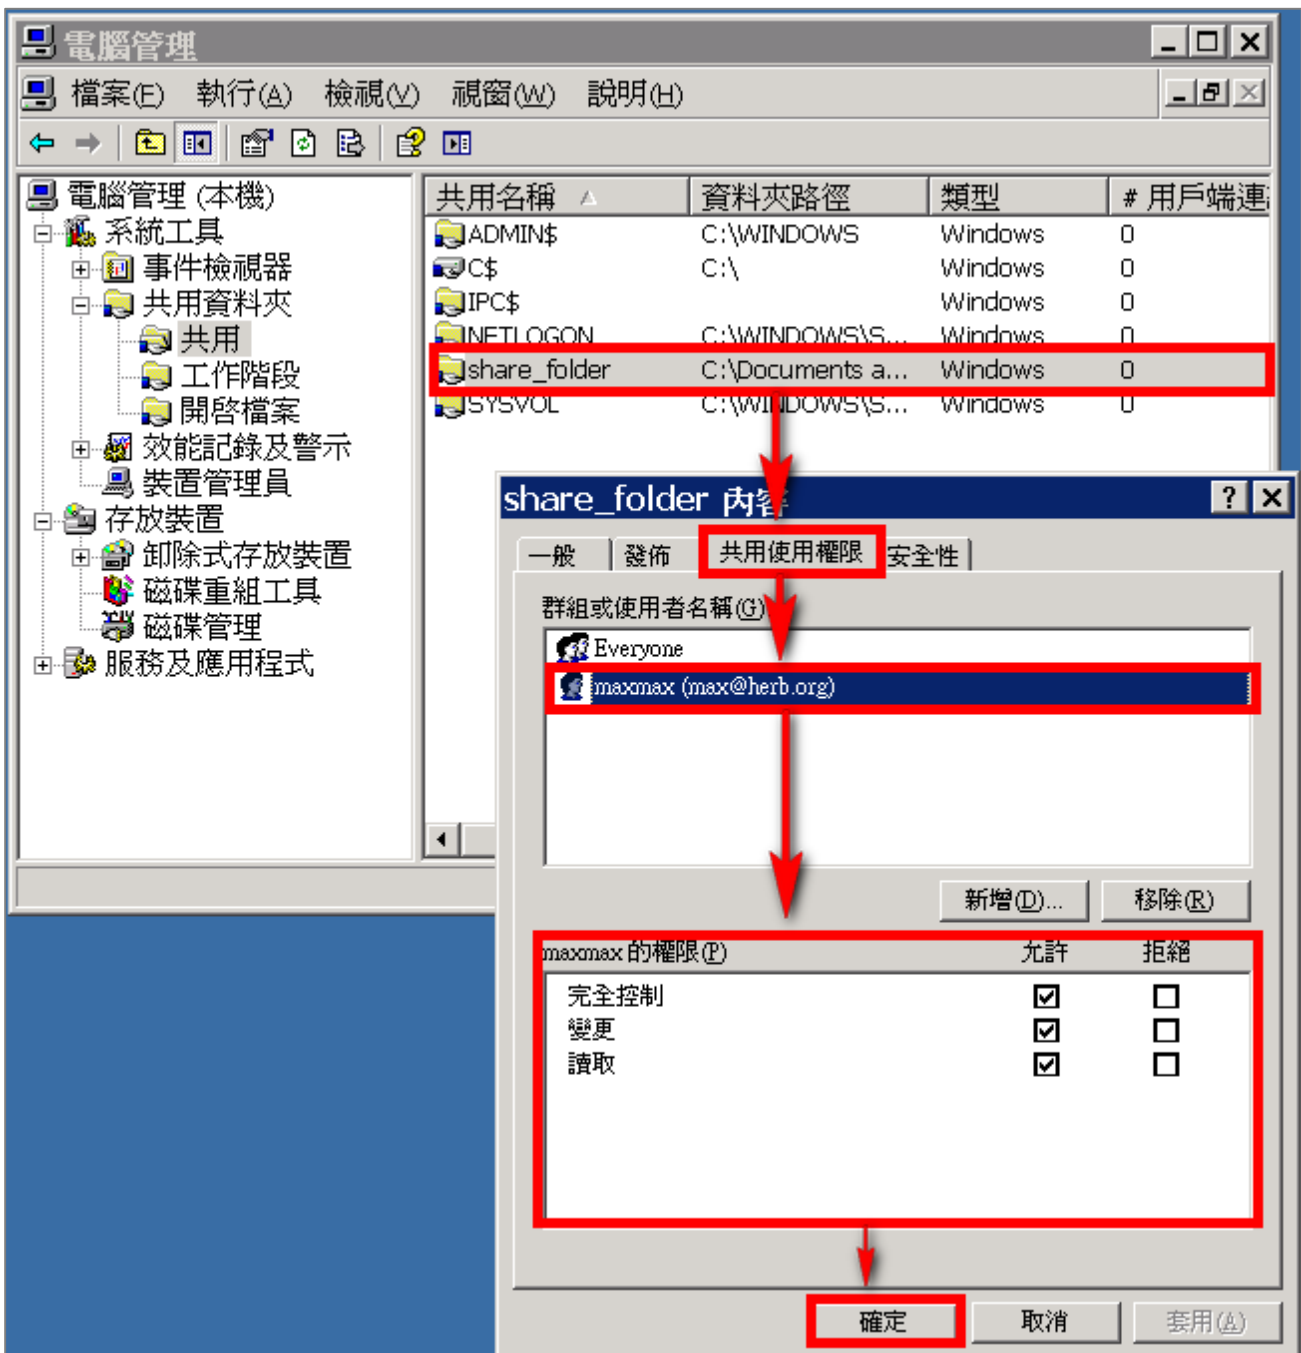 電腦管理
檔案(F) 執行(A) 檢視(V) 視窗(W) 說明(H)
電腦管理 (本機)
系統工具
事件檢視器
共用資料夾
共用
工作階段
開啓檔案
效能記錄及警示
裝置管理員
存放裝置
卸除式存放裝置
磁碟重組工具
磁碟管理
服務及應用程式
共用名稱 資料夾路徑 類型 # 用戶端連
ADMIN$ C:\WINDOWS Windows 0
C$ C:\ Windows 0
IPC$ Windows 0
NETLOGON C:\WINDOWS\S... Windows 0
share_folder C:\Documents a... Windows 0
SYSVOL C:\WINDOWS\S... Windows 0
share_folder 內容
一般 發佈 共用使用權限 安全性
群組或使用者名稱(G)
Everyone
maxmax (max@herb.org)
新增(D)... 移除(R)
maxmax 的權限(P) 允許 拒絕
完全控制
變更
讀取
確定 取消 套用(A)